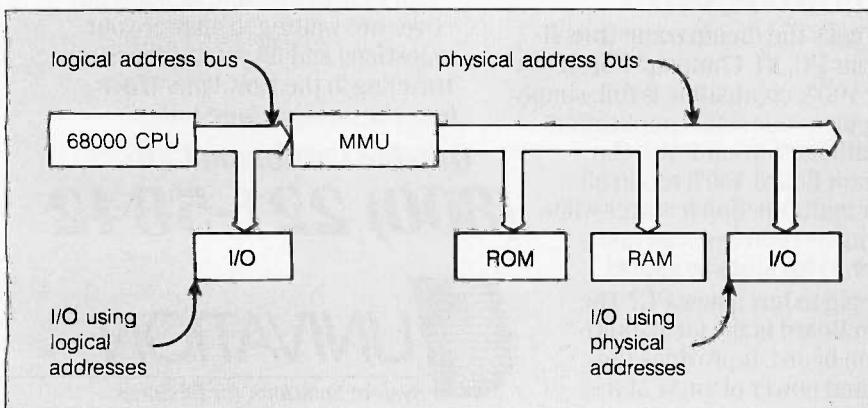 logical address bus
physical address bus
68000 CPU
MMU
I/O
ROM
RAM
I/O
I/O using
logical
addresses
I/O using
physical
addresses